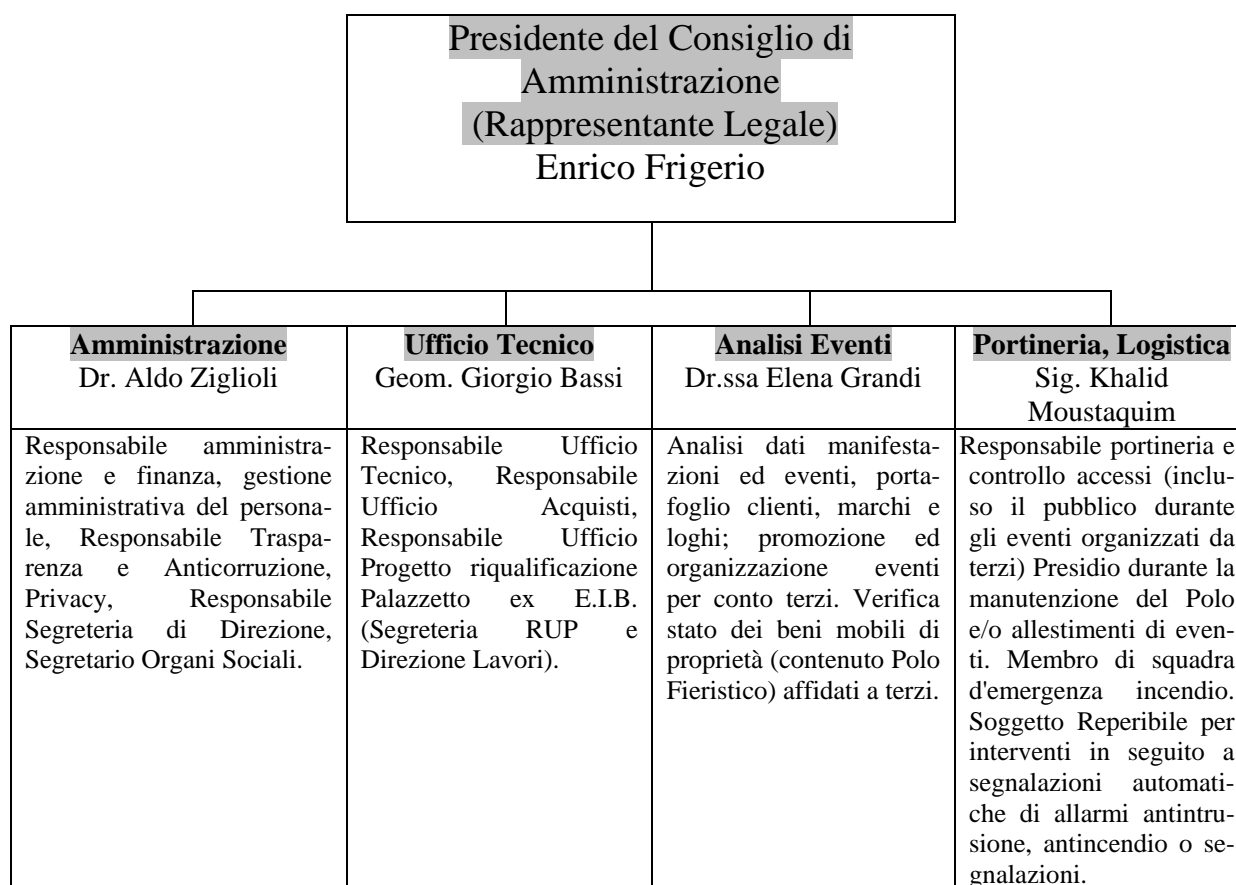 Presidente del Consiglio di
Amministrazione
(Rappresentante Legale)
Enrico Frigerio
Amministrazione
Dr. Aldo Ziglioli
Responsabile amministra-
zione e finanza, gestione
amministrativa del persona-
le, Responsabile Traspa-
renza e Anticorruzione,
Privacy, Responsabile
Segreteria di Direzione,
Segretario Organi Sociali.
Ufficio Tecnico
Geom. Giorgio Bassi
Responsabile Ufficio
Tecnico, Responsabile
Ufficio Acquisti,
Responsabile Ufficio
Progetto riqualificazione
Palazzetto ex E.I.B.
(Segreteria RUP e
Direzione Lavori).
Analisi Eventi
Dr.ssa Elena Grandi
Analisi dati manifesta-
zioni ed eventi, porta-
foglio clienti, marchi e
loghi; promozione ed
organizzazione eventi
per conto terzi. Verifica
stato dei beni mobili di
proprietà (contenuto Polo
Fieristico) affidati a terzi.
Portineria, Logistica
Sig. Khalid
Moustaquim
Responsabile portineria e
controllo accessi (inclu-
so il pubblico durante
gli eventi organizzati da
terzi) Presidio durante la
manutenzione del Polo
e/o allestimenti di even-
ti. Membro di squadra
d'emergenza incendio.
Soggetto Reperibile per
interventi in seguito a
segnalazioni automati-
che di allarmi antintru-
sione, antincendio o se-
gnalazioni.